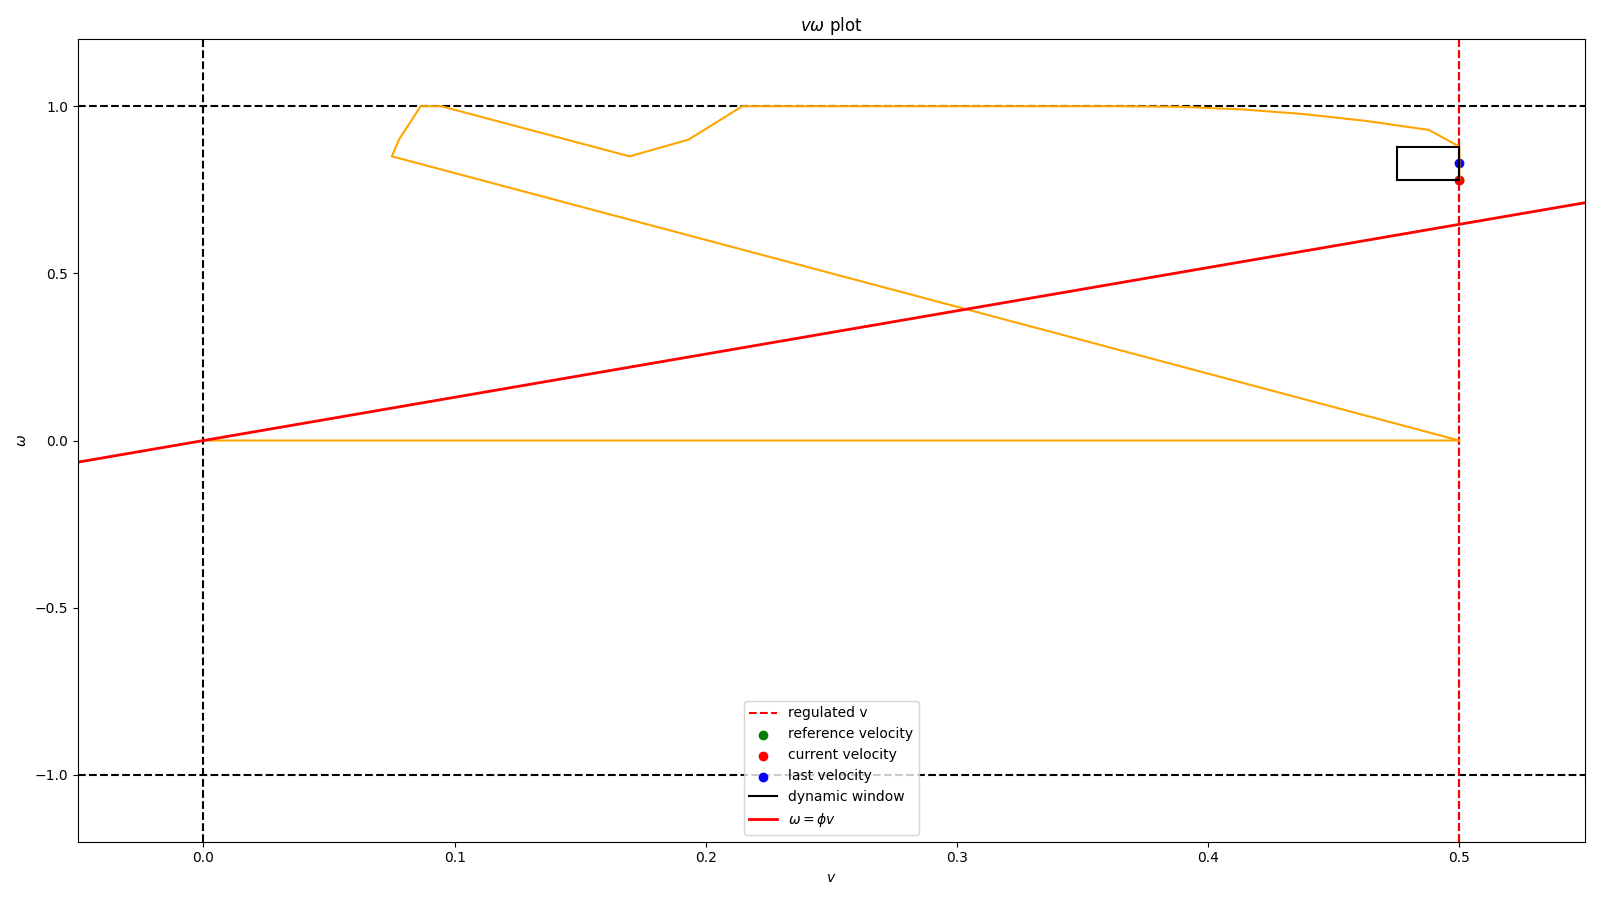 vω plot
1.0
0.5
0.0
−0.5
−1.0
ω
0.0 0.1 0.2 0.3 0.4 0.5
v
regulated v
reference velocity
current velocity
last velocity
dynamic window
ω = ϕv